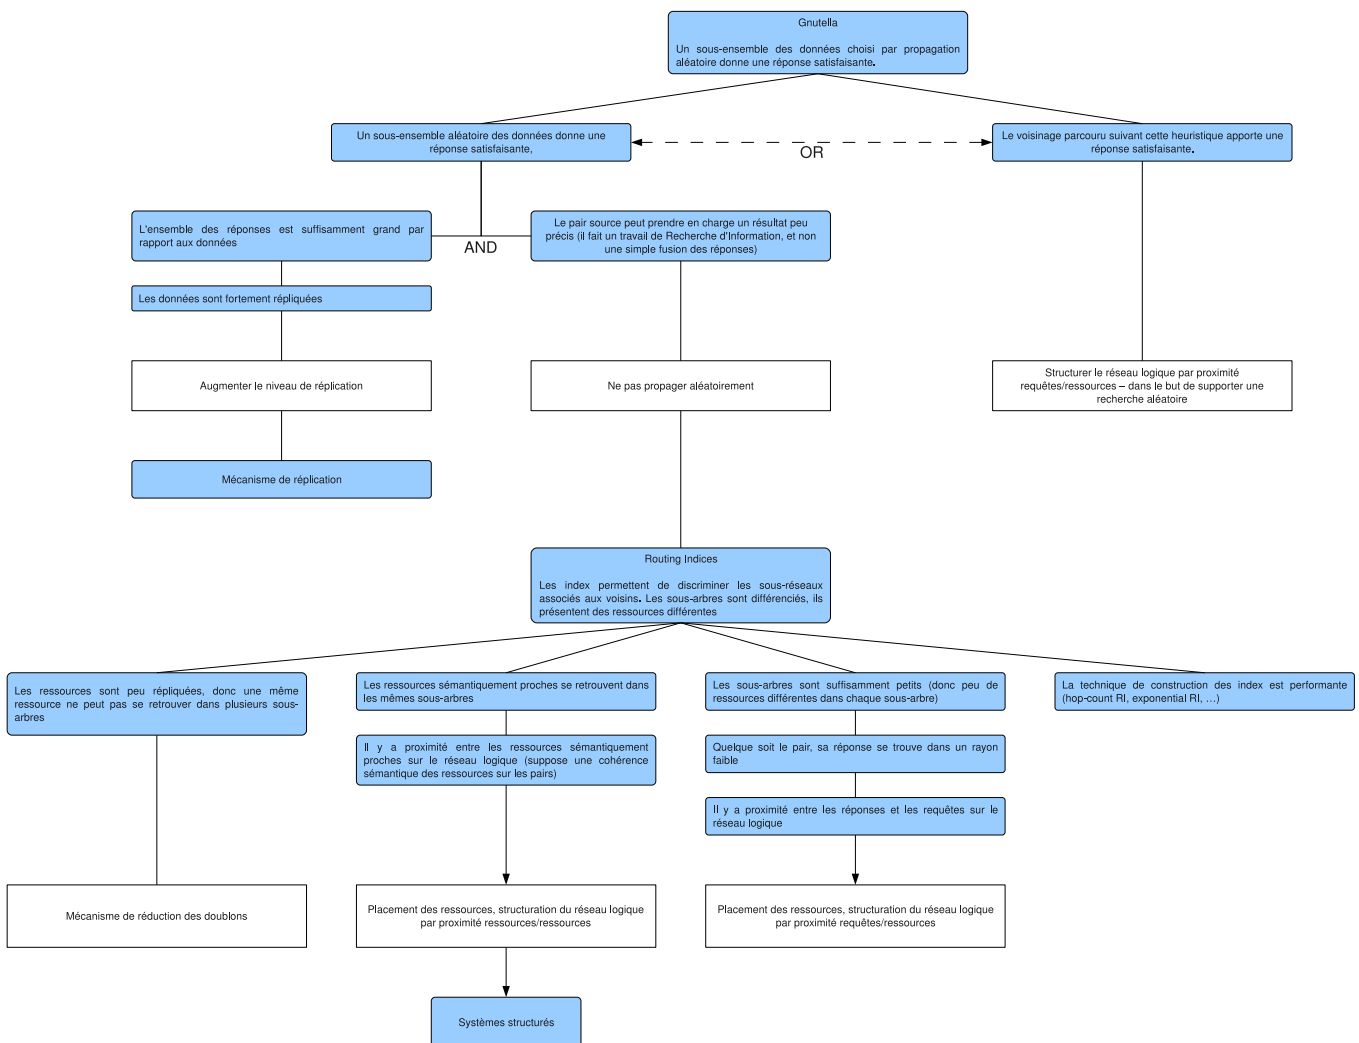 Gnutella
Un sous-ensemble des données choisi par propagation
aléatoire donne une réponse satisfaisante.
Un sous-ensemble aléatoire des données donne une
réponse satisfaisante,
OR
Le voisinage parcouru suivant cette heuristique apporte une
réponse satisfaisante.
L'ensemble des réponses est suffisamment grand par
rapport aux données
AND
Le pair source peut prendre en charge un résultat peu
précis (il fait un travail de Recherche d'Information, et non
une simple fusion des réponses)
Les données sont fortement répliquées
Augmenter le niveau de réplication
Ne pas propager aléatoirement
Structurer le réseau logique par proximité
requêtes/ressources – dans le but de supporter une
recherche aléatoire
Mécanisme de réplication
Routing Indices
Les index permettent de discriminer les sous-réseaux
associés aux voisins. Les sous-arbres sont différenciés, ils
présentent des ressources différentes
Les ressources sont peu répliquées, donc une même
ressource ne peut pas se retrouver dans plusieurs sous-
arbres
Les ressources sémantiquement proches se retrouvent dans
les mêmes sous-arbres
Les sous-arbres sont suffisamment petits (donc peu de
ressources différentes dans chaque sous-arbre)
La technique de construction des index est performante
(hop-count RI, exponential RI, …)
Il y a proximité entre les ressources sémantiquement
proches sur le réseau logique (suppose une cohérence
sémantique des ressources sur les pairs)
Quelque soit le pair, sa réponse se trouve dans un rayon
faible
Il y a proximité entre les réponses et les requêtes sur le
réseau logique
Mécanisme de réduction des doublons
Placement des ressources, structuration du réseau logique
par proximité ressources/ressources
Placement des ressources, structuration du réseau logique
par proximité requêtes/ressources
Systèmes structurés